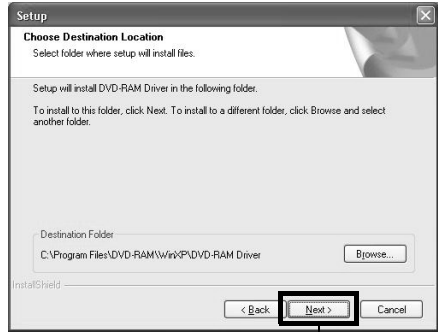 Setup
Choose Destination Location
Select folder where setup will install files.
Setup will install DVD-RAM Driver in the following folder.
To install to this folder, click Next. To install to a different folder, click Browse and select
another folder.
Destination Folder
C:\Program Files\DVD-RAM\WinXP\DVD-RAM Driver
Browse...
InstallShield
< Back
Next >
Cancel